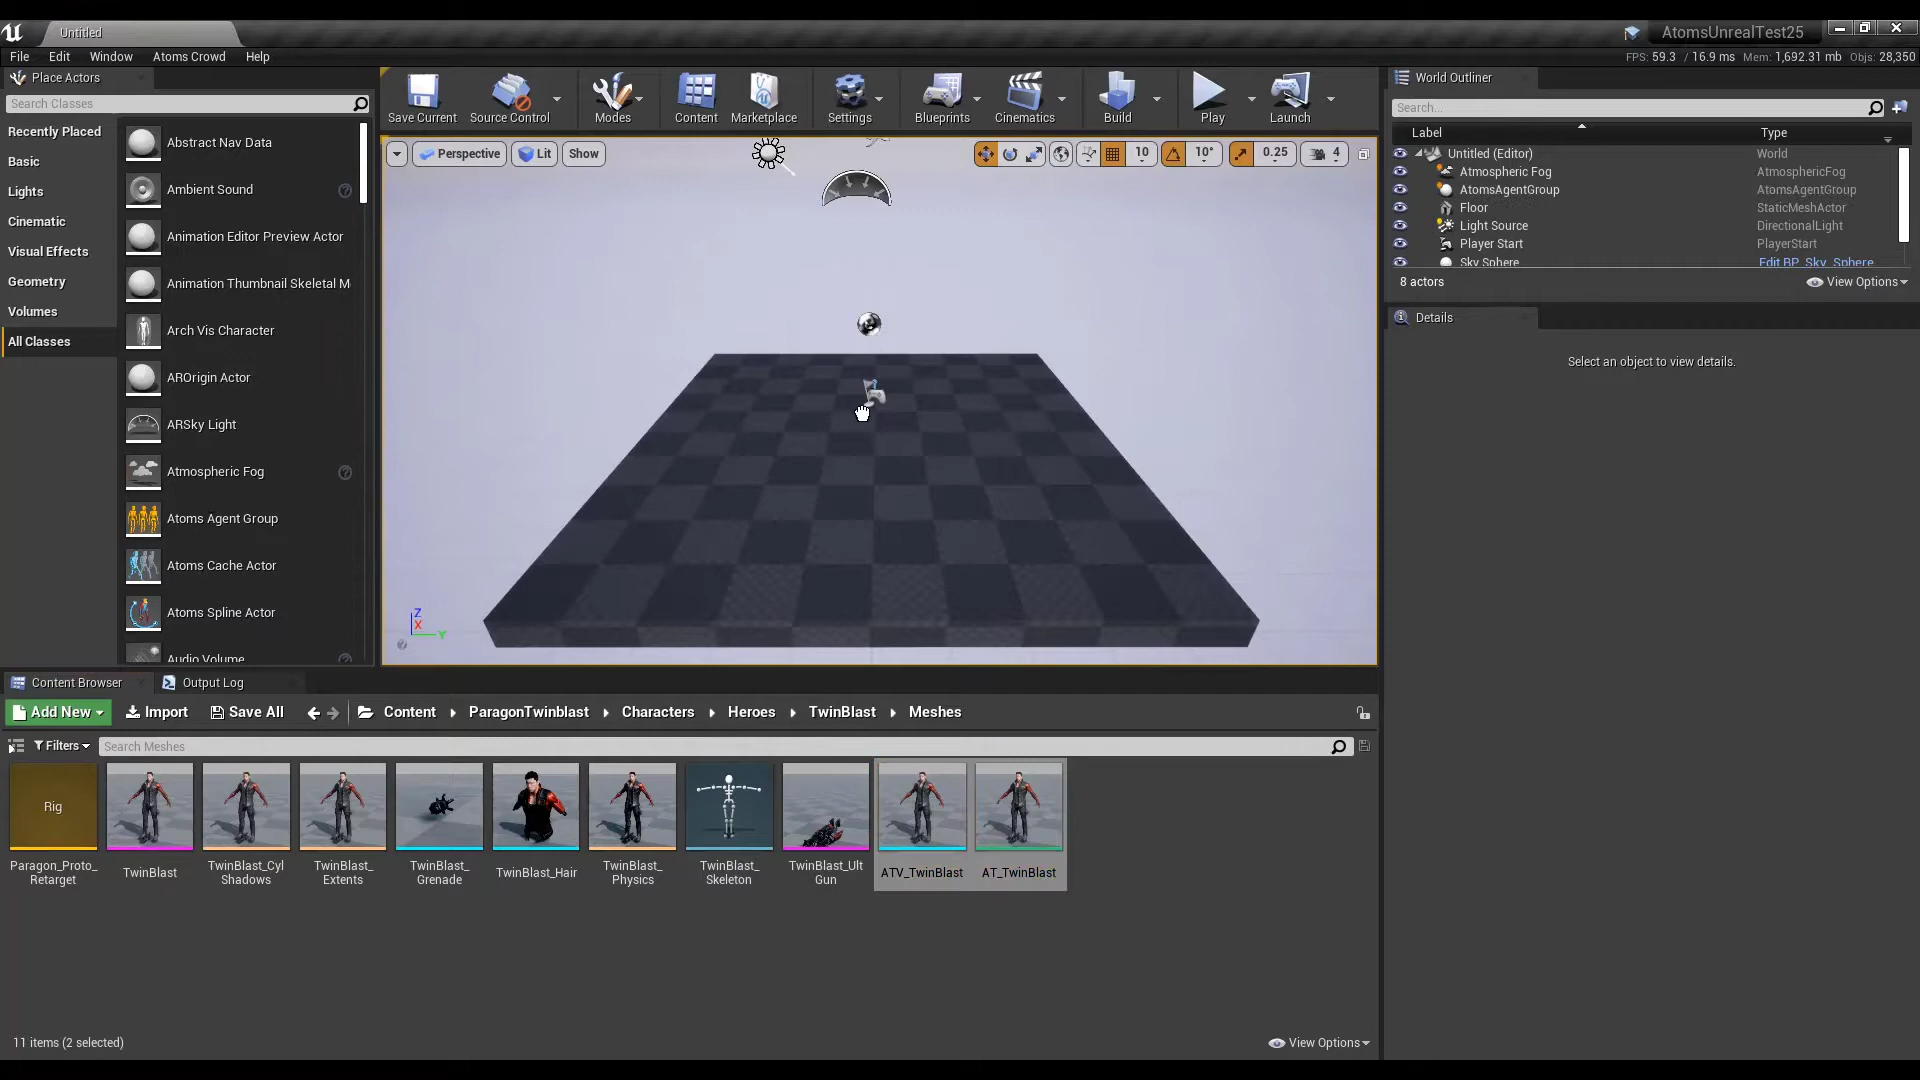 Untitled
AtomsUnrealTest25
File Edit Window Atoms Crowd Help
FPS: 59.3 / 16.9 ms Mem: 1,692.31 mb Objs: 28,350
Place Actors
Search Classes
Recently Placed
Basic
Lights
Cinematic
Visual Effects
Geometry
Volumes
All Classes
Abstract Nav Data
Ambient Sound
Animation Editor Preview Actor
Animation Thumbnail Skeletal M
Arch Vis Character
AROrigin Actor
ARSky Light
Atmospheric Fog
Atoms Agent Group
Atoms Cache Actor
Atoms Spline Actor
Audio Volume
Save Current Source Control Modes Content Marketplace Settings Blueprints Cinematics Build Play Launch
Perspective Lit Show
10 10° 0.25 4
Z
X
Y
World Outliner
Search...
Label Type
Untitled (Editor) World
Atmospheric Fog AtmosphericFog
AtomsAgentGroup AtomsAgentGroup
Floor StaticMeshActor
Light Source DirectionalLight
Player Start PlayerStart
Sky Sphere Edit BP_Sky_Sphere
8 actors View Options
Details
Select an object to view details.
Content Browser Output Log
Add New Import Save All Content ParagonTwinblast Characters Heroes TwinBlast Meshes
Filters Search Meshes
Rig
Paragon_Proto_
Retarget
TwinBlast
TwinBlast_Cyl
Shadows
TwinBlast_
Extents
TwinBlast_
Grenade
TwinBlast_Hair
TwinBlast_
Physics
TwinBlast_
Skeleton
TwinBlast_Ult
Gun
ATV_TwinBlast
AT_TwinBlast
11 items (2 selected) View Options